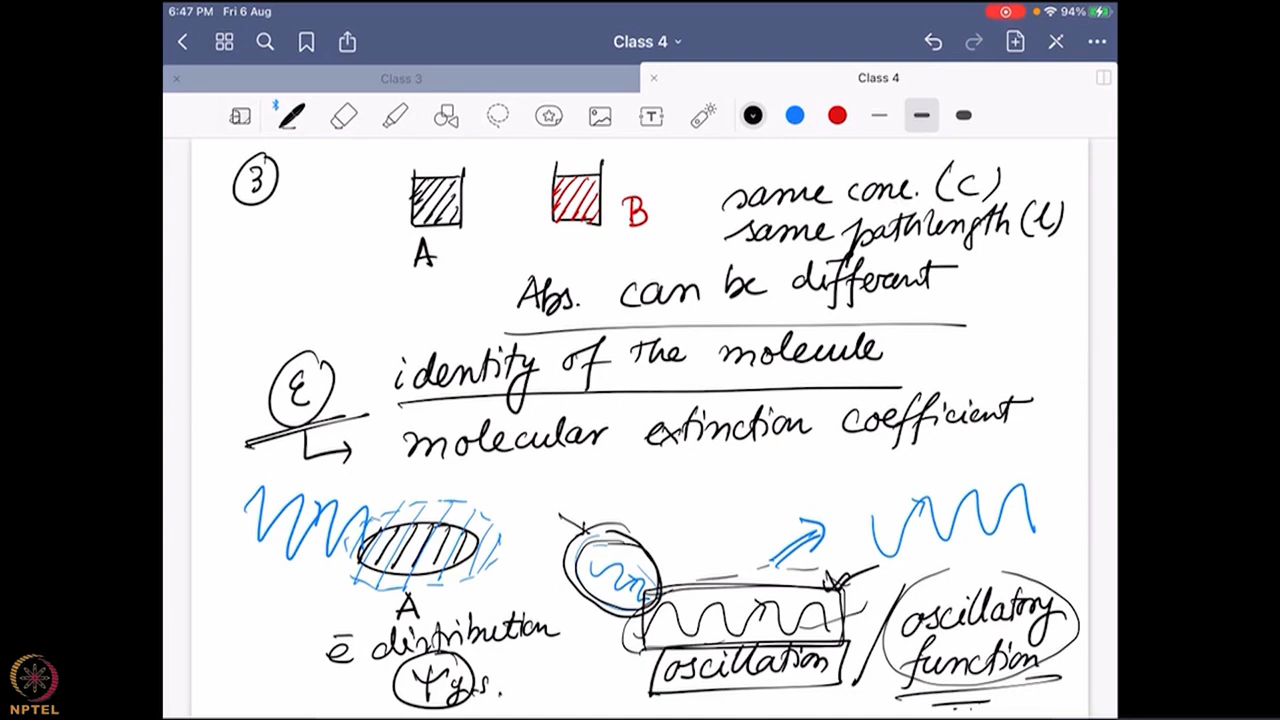 6:47 PM Fri 6 Aug
94%
Class 4
Class 3
Class 4
T
3
A
B
same conc. (C)
same pathlength (l)
Abs. can be different
identity of the molecule
ε
molecular extinction coefficient
A
ē distribution
Ψg.s.
oscillation
/ oscillatory
function
NPTEL